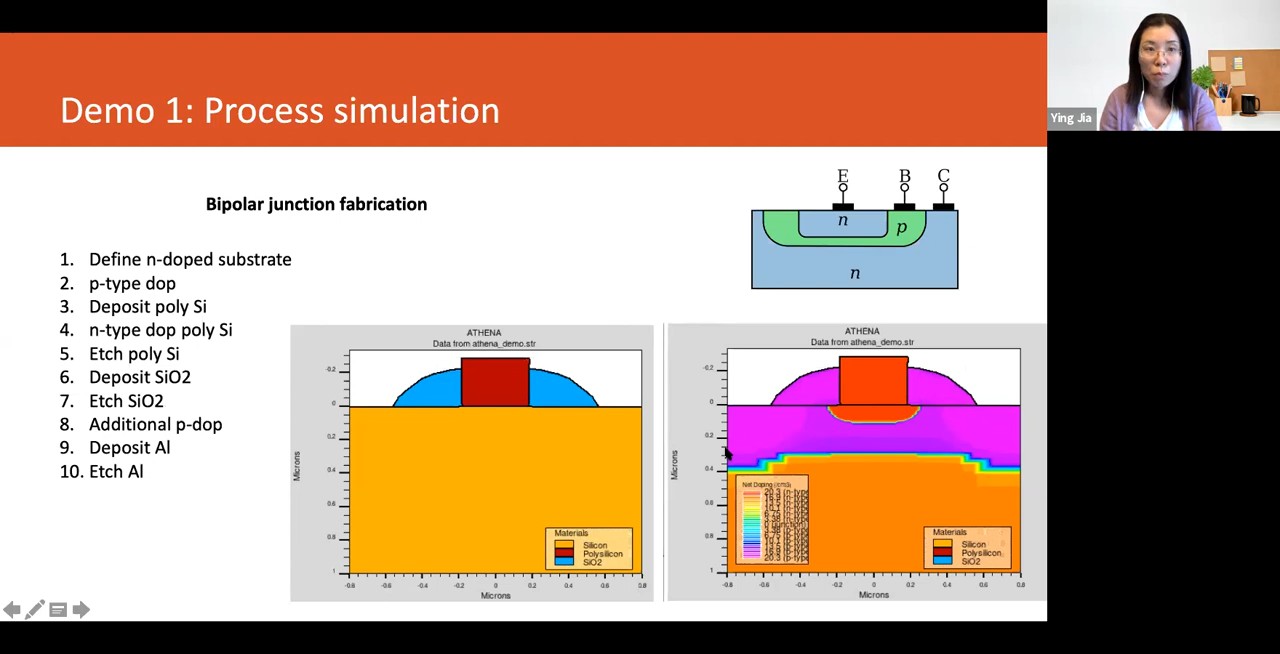 Demo 1: Process simulation
Ying Jia
Bipolar junction fabrication
1. Define n-doped substrate
2. p-type dop
3. Deposit poly Si
4. n-type dop poly Si
5. Etch poly Si
6. Deposit SiO2
7. Etch SiO2
8. Additional p-dop
9. Deposit Al
10. Etch Al
E B C
n
p
n
ATHENA
Data from athena_demo.str
-0.2
0
0.2
0.4
0.6
0.8
1
Microns
Materials
Silicon
Polysilicon
SiO2
-0.8 -0.6 -0.4 -0.2 0 0.2 0.4 0.6 0.8
Microns
ATHENA
Data from athena_demo.str
-0.2
0
0.2
0.4
0.6
0.8
1
Microns
Net Doping (/cm3)
20.3 (n-type
Materials
Silicon
Polysilicon
SiO2
20.3 (p-type
-0.8 -0.6 -0.4 -0.2 0 0.2 0.4 0.6 0.8
Microns